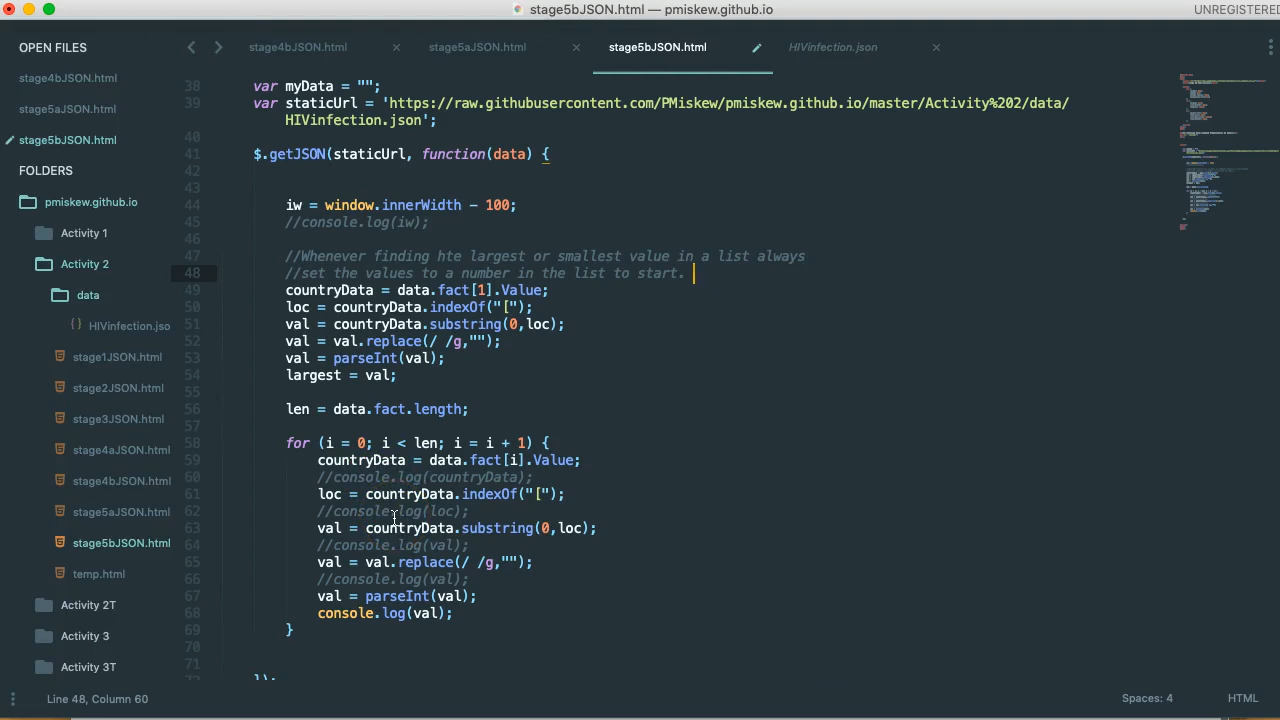 stage5bJSON.html — pmiskew.github.io
UNREGISTERED
OPEN FILES
stage4bJSON.html
stage5aJSON.html
stage5bJSON.html
FOLDERS
pmiskew.github.io
Activity 1
Activity 2
data
HIVinfection.jso
stage1JSON.html
stage2JSON.html
stage3JSON.html
stage4aJSON.html
stage4bJSON.html
stage5aJSON.html
stage5bJSON.html
temp.html
Activity 2T
Activity 3
Activity 3T
stage4bJSON.html
stage5aJSON.html
stage5bJSON.html
HIVinfection.json
38 var myData = "";
39 var staticUrl = 'https://raw.githubusercontent.com/PMiskew/pmiskew.github.io/master/Activity%202/data/
HIVinfection.json';
40
41 $.getJSON(staticUrl, function(data) {
42
43
44 iw = window.innerWidth - 100;
45 //console.log(iw);
46
47 //Whenever finding hte largest or smallest value in a list always
48 //set the values to a number in the list to start.
49 countryData = data.fact[1].Value;
50 loc = countryData.indexOf("[");
51 val = countryData.substring(0,loc);
52 val = val.replace(/ /g,"");
53 val = parseInt(val);
54 largest = val;
55
56 len = data.fact.length;
57
58 for (i = 0; i < len; i = i + 1) {
59 countryData = data.fact[i].Value;
60 //console.log(countryData);
61 loc = countryData.indexOf("[");
62 //console.log(loc);
63 val = countryData.substring(0,loc);
64 //console.log(val);
65 val = val.replace(/ /g,"");
66 //console.log(val);
67 val = parseInt(val);
68 console.log(val);
69 }
70
71
72 });
Line 48, Column 60
Spaces: 4
HTML